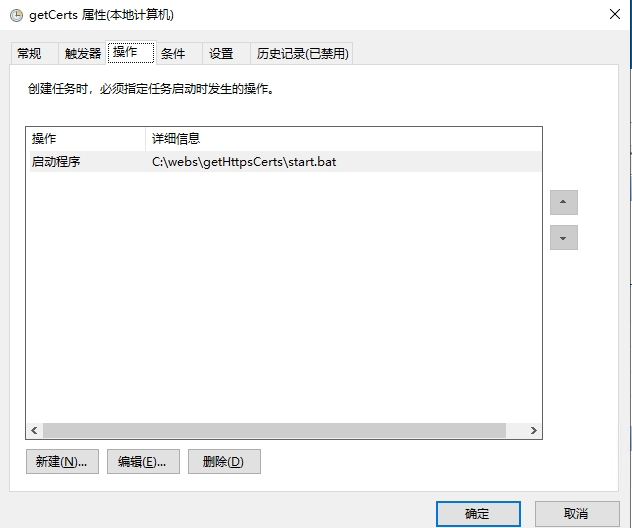 getCerts 属性(本地计算机)
常规 触发器 操作 条件 设置 历史记录(已禁用)
创建任务时，必须指定任务启动时发生的操作。
操作 详细信息
启动程序 C:\webs\getHttpsCerts\start.bat
新建(N)... 编辑(E)... 删除(D)
确定 取消